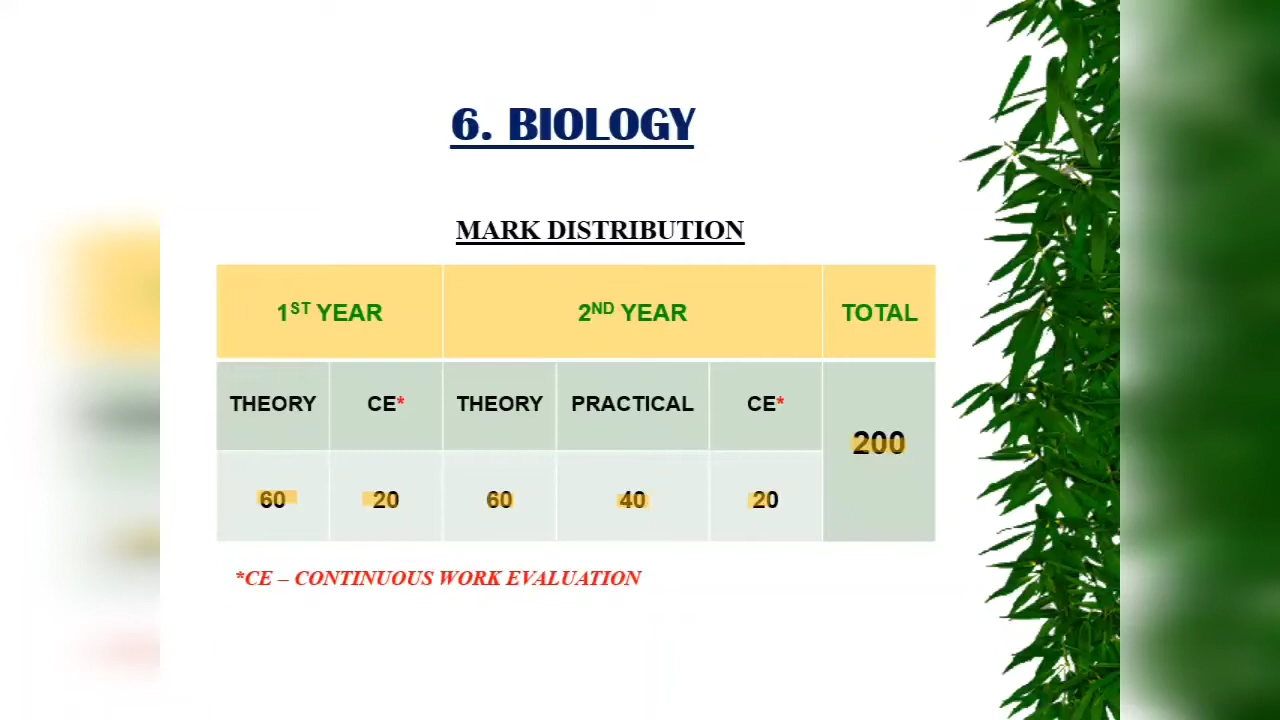 6. BIOLOGY
MARK DISTRIBUTION
1ST YEAR 2ND YEAR TOTAL
THEORY CE* THEORY PRACTICAL CE*
200
60 20 60 40 20
*CE – CONTINUOUS WORK EVALUATION